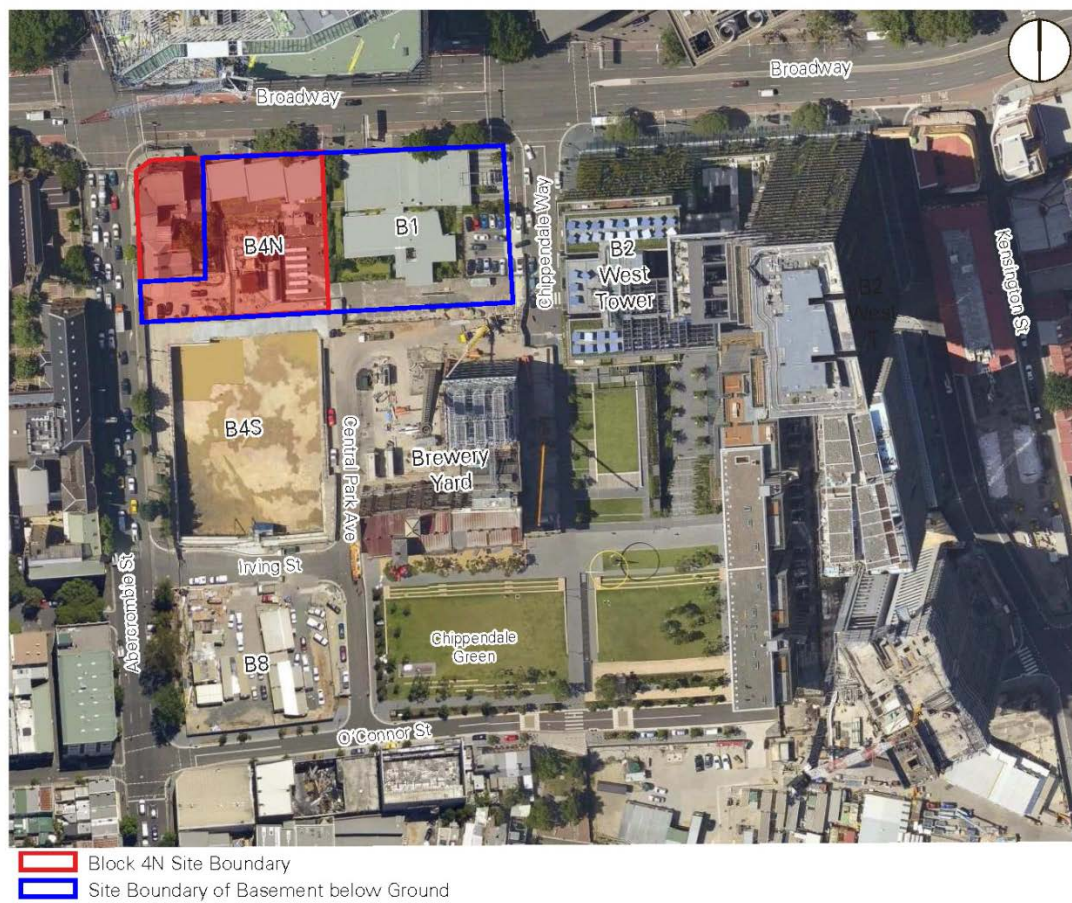 Broadway
Broadway
B4N
B1
Chippendale Way
B2
West
Tower
Kensington St
B4S
Central Park Ave
Brewery
Yard
Abercrombie St
Irving St
Chippendale
Green
B8
O'Connor St
Block 4N Site Boundary
Site Boundary of Basement below Ground